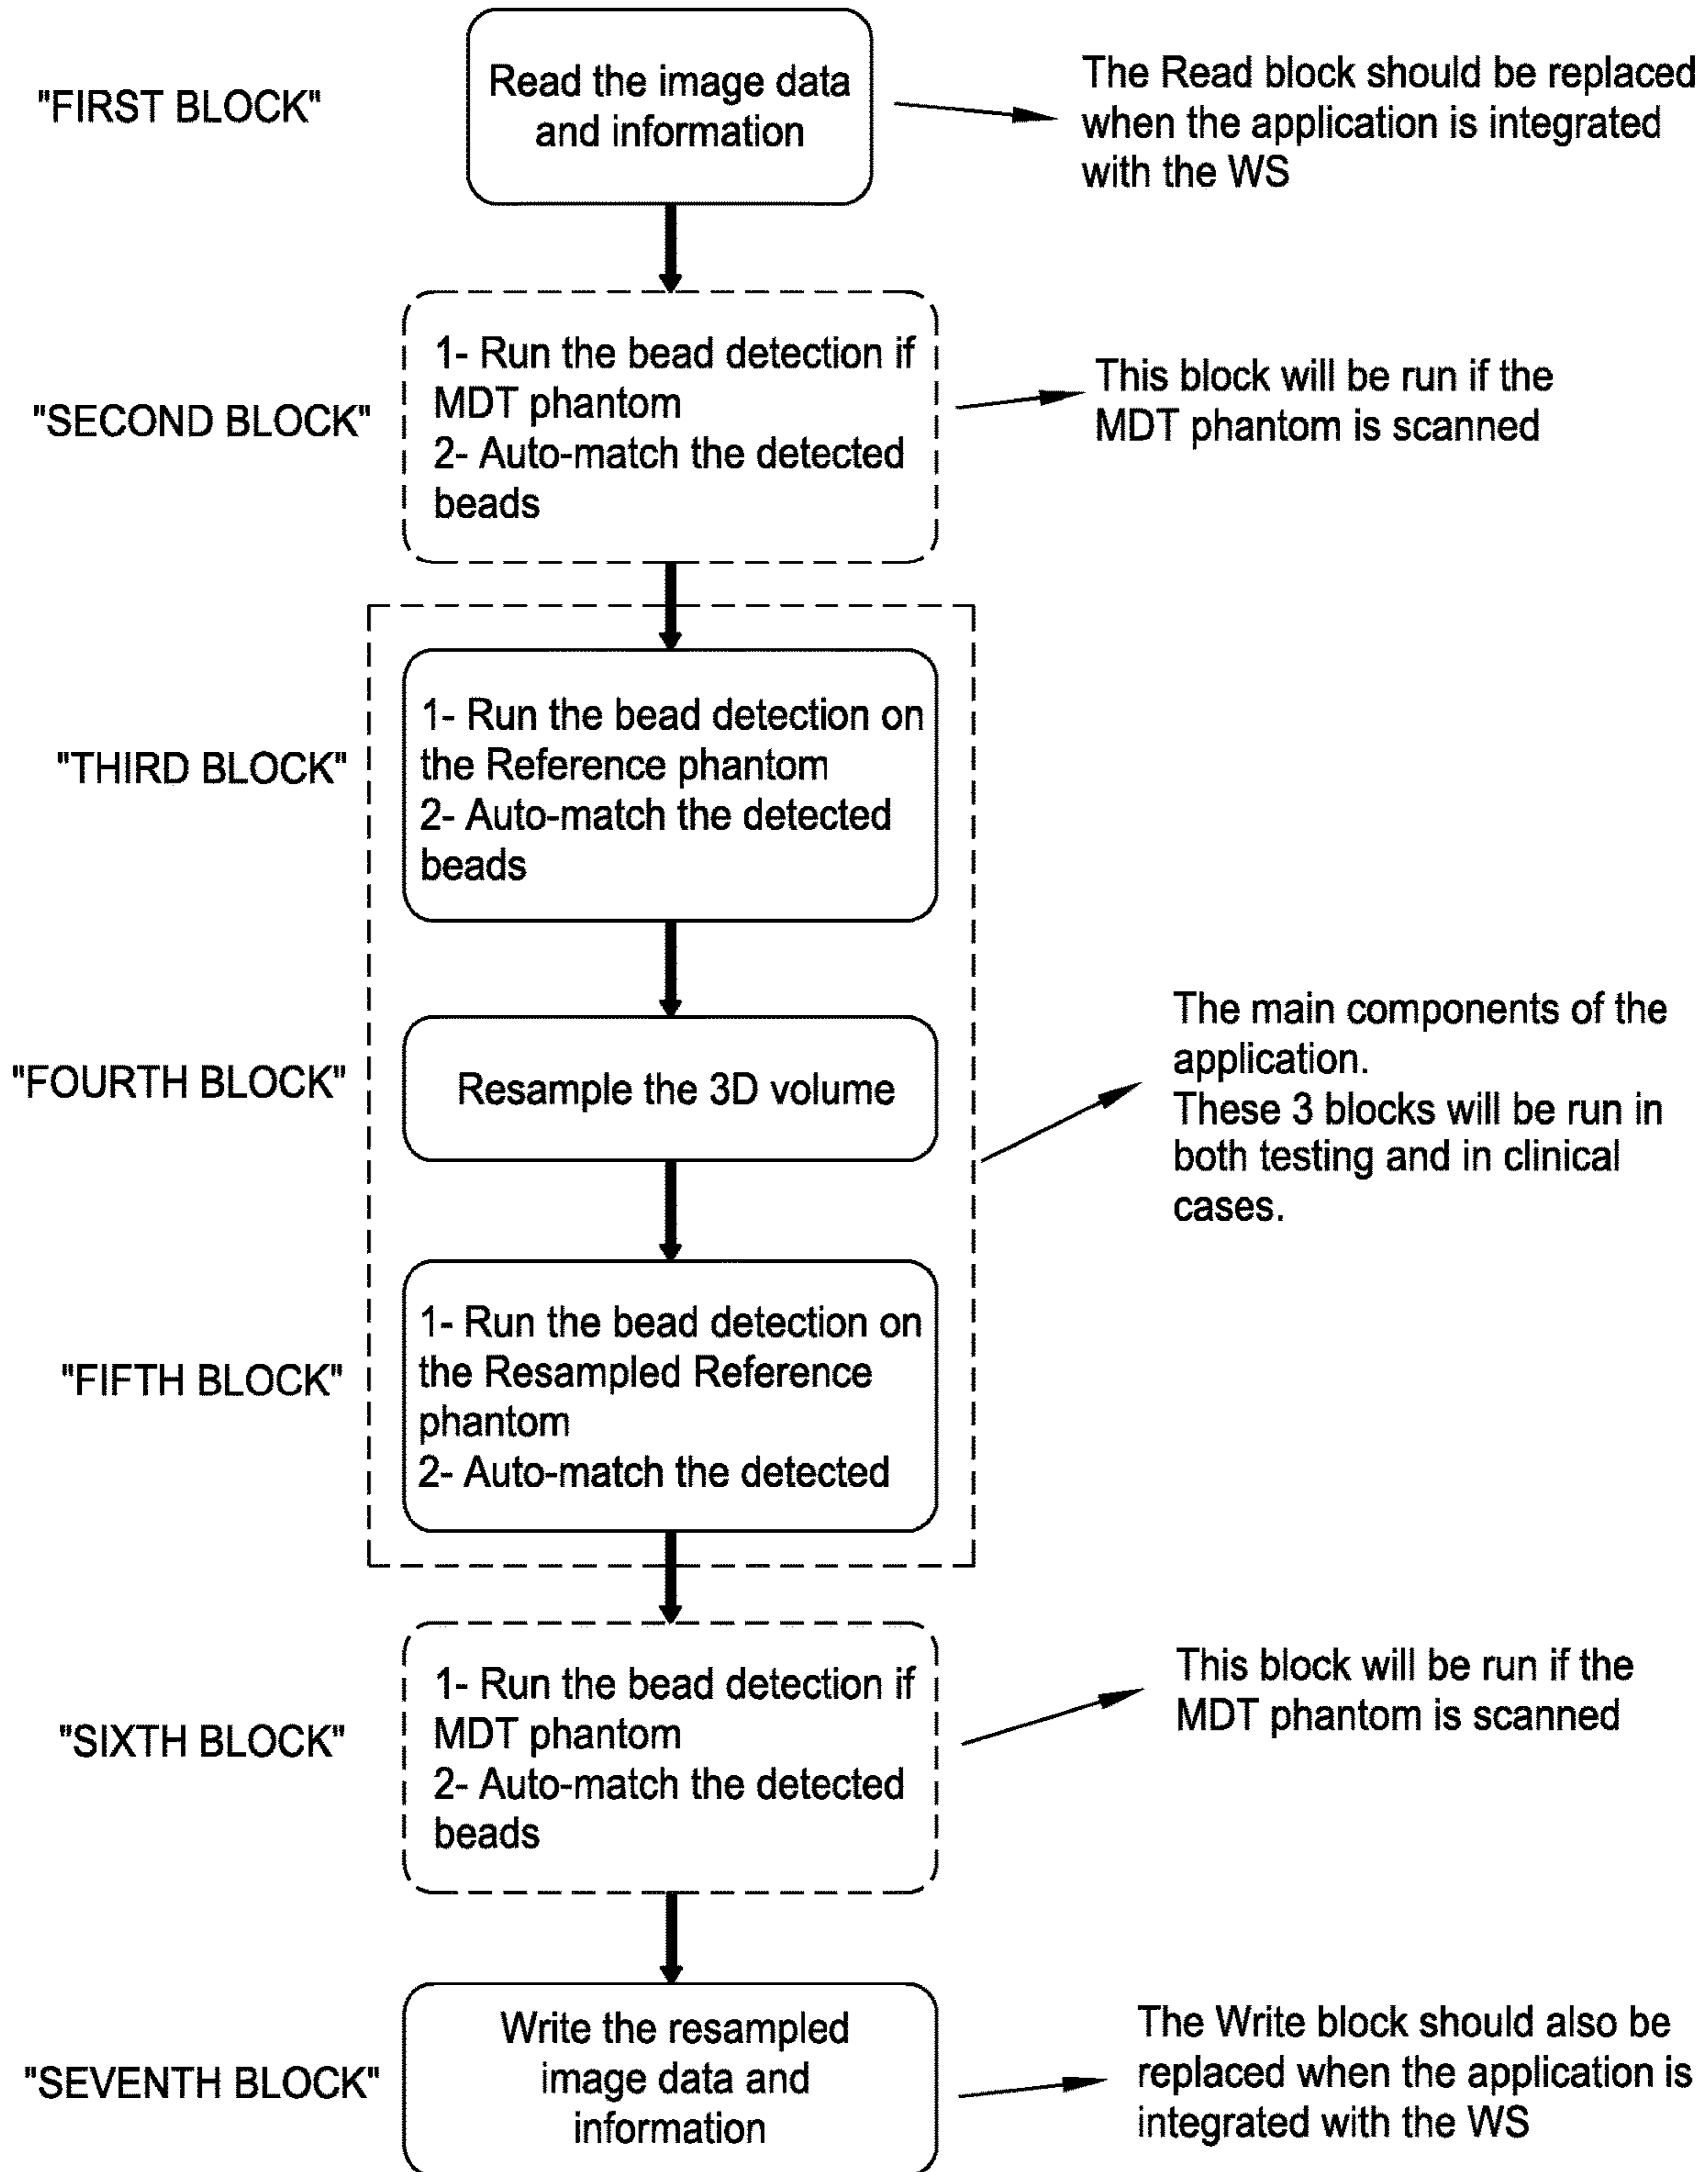 "FIRST BLOCK"
Read the image data
and information
The Read block should be replaced
when the application is integrated
with the WS
"SECOND BLOCK"
1- Run the bead detection if
MDT phantom
2- Auto-match the detected
beads
This block will be run if the
MDT phantom is scanned
"THIRD BLOCK"
1- Run the bead detection on
the Reference phantom
2- Auto-match the detected
beads
"FOURTH BLOCK"
Resample the 3D volume
The main components of the
application.
These 3 blocks will be run in
both testing and in clinical
cases.
"FIFTH BLOCK"
1- Run the bead detection on
the Resampled Reference
phantom
2- Auto-match the detected
"SIXTH BLOCK"
1- Run the bead detection if
MDT phantom
2- Auto-match the detected
beads
This block will be run if the
MDT phantom is scanned
"SEVENTH BLOCK"
Write the resampled
image data and
information
The Write block should also be
replaced when the application is
integrated with the WS